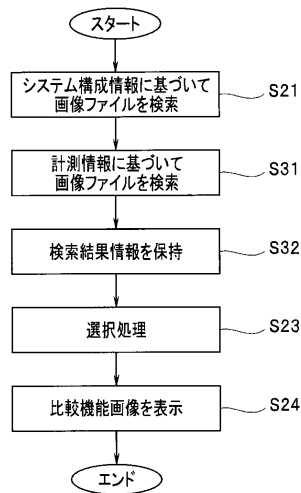 スタート
システム構成情報に基づいて
画像ファイルを検索
S21
計測情報に基づいて
画像ファイルを検索
S31
検索結果情報を保持
S32
選択処理
S23
比較機能画像を表示
S24
エンド